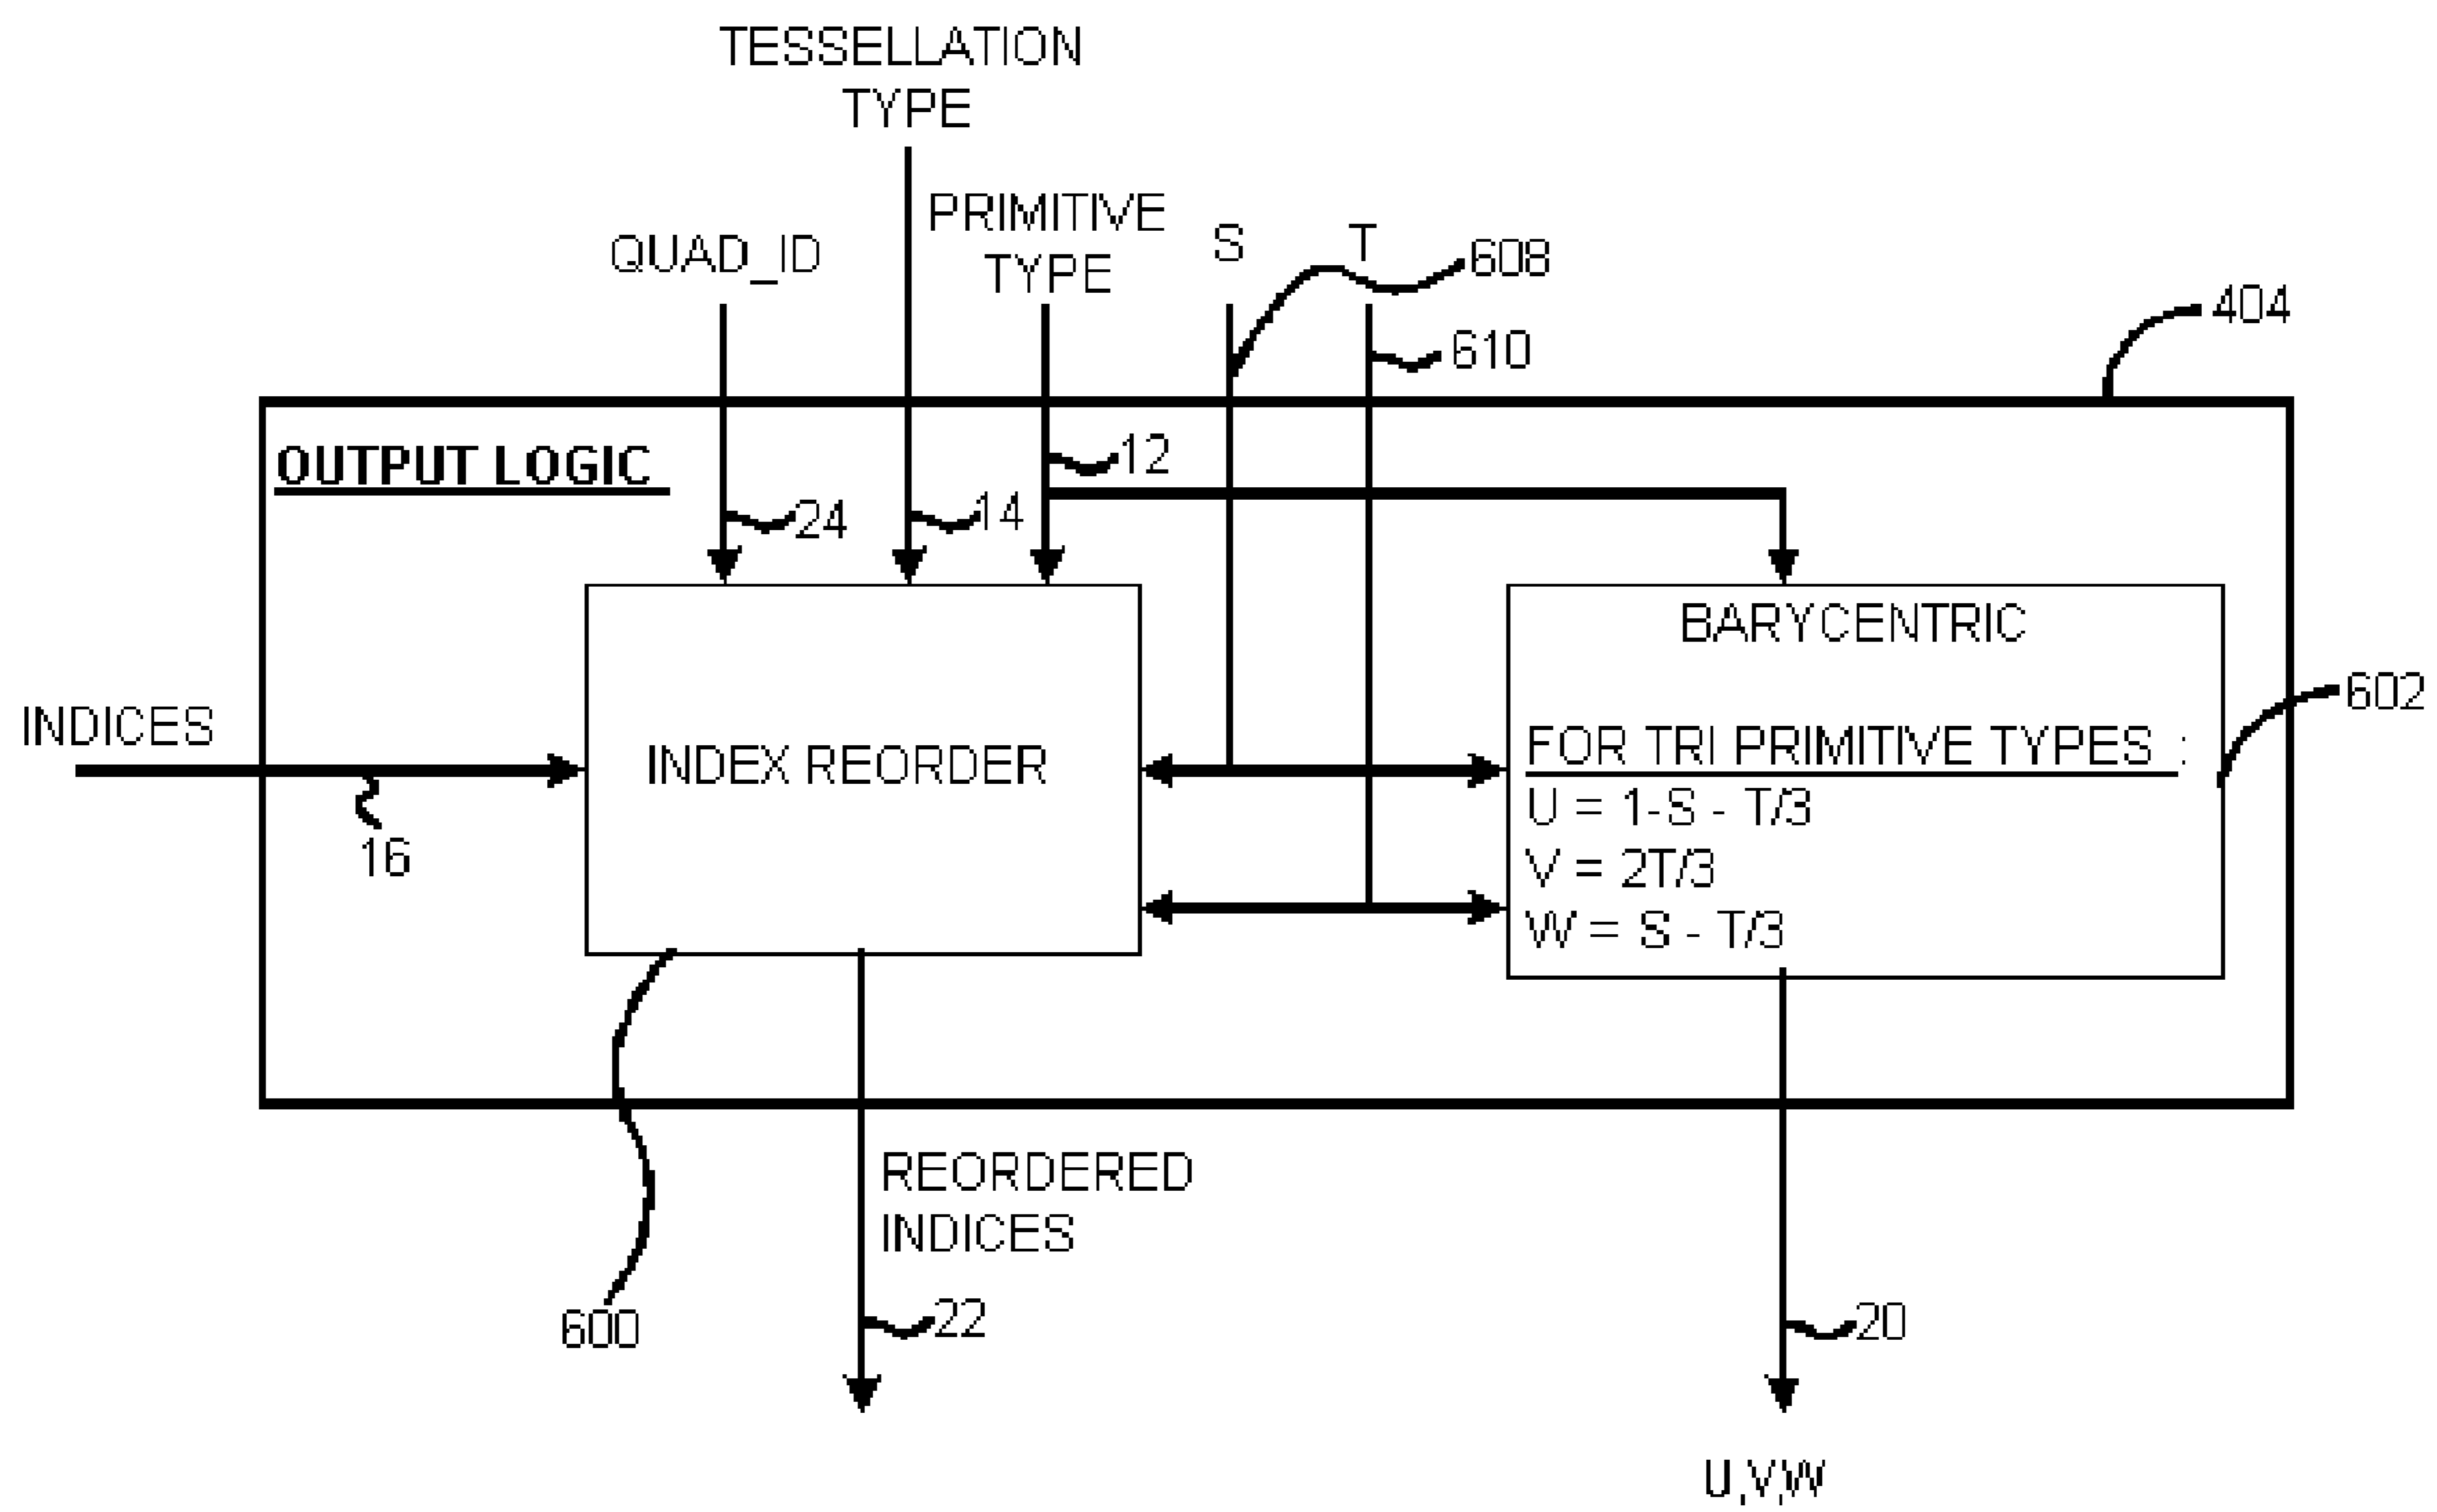 TESSELLATION
TYPE
PRIMITIVE
TYPE
QUAD_ID
S
T
608
610
404
OUTPUT LOGIC
12
24
14
BARYCENTRIC
INDICES
16
INDEX REORDER
602
FOR TRI PRIMITIVE TYPES :
U = 1-S - T/3
V = 2T/3
W = S - T/3
REORDERED
INDICES
600
22
20
U,V,W